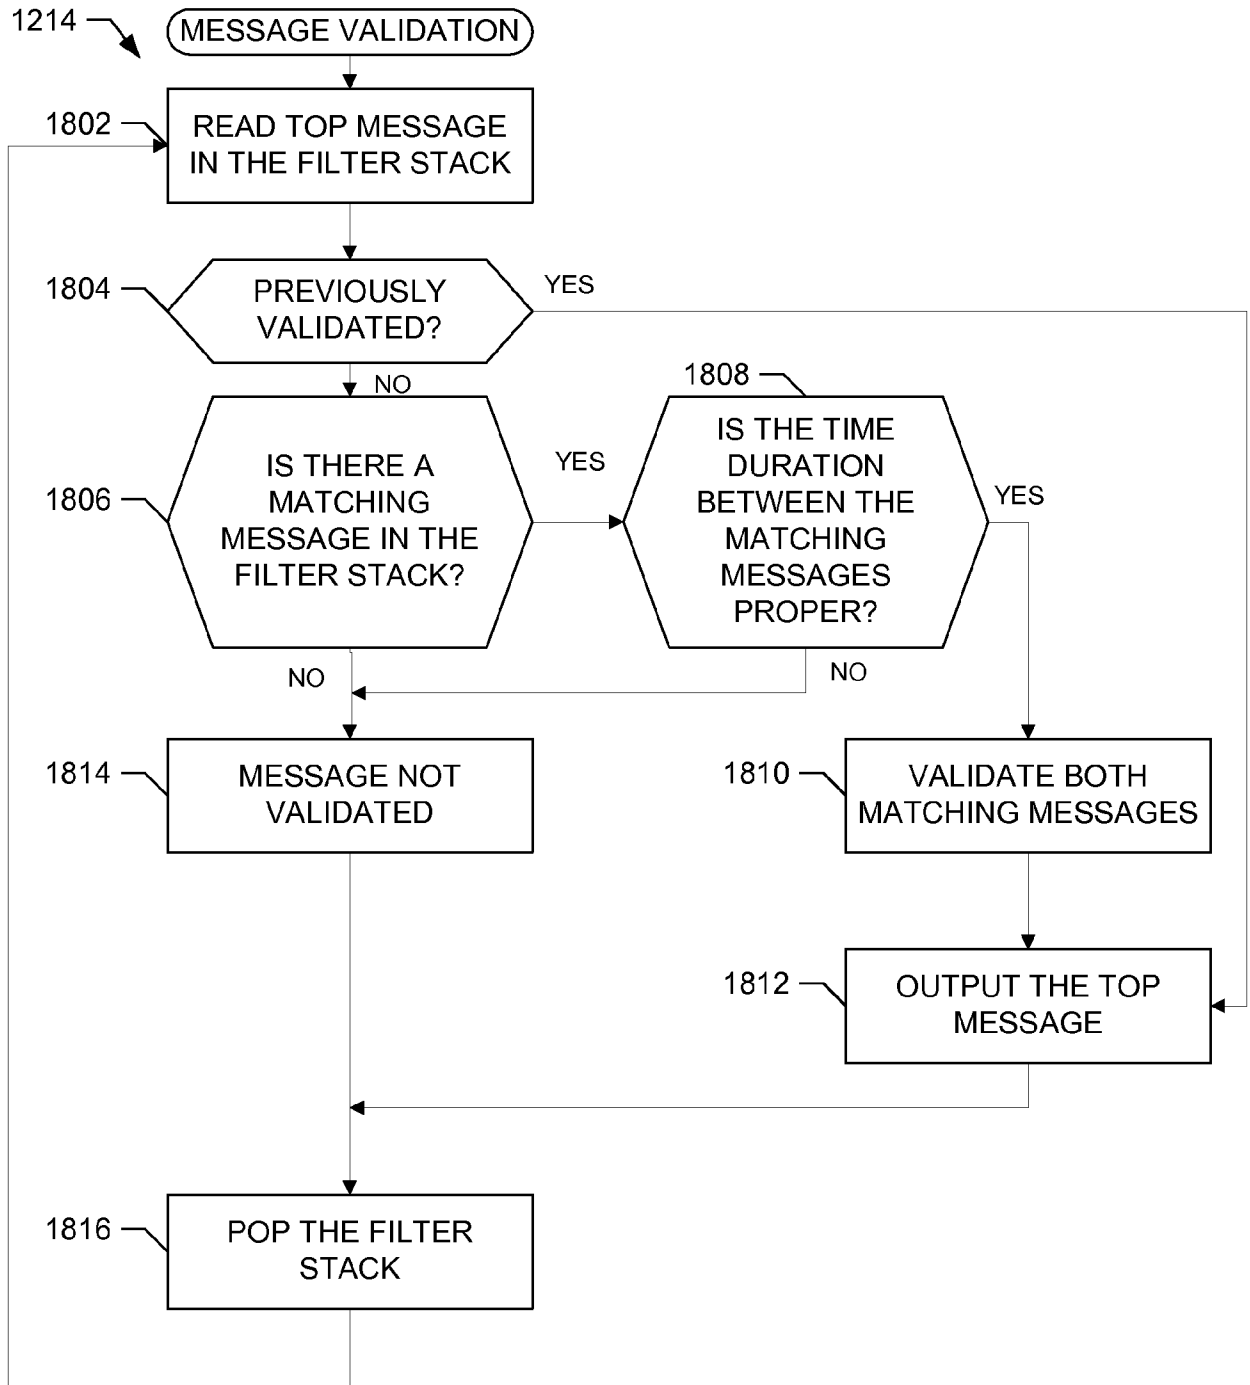 1214
MESSAGE VALIDATION
1802
READ TOP MESSAGE
IN THE FILTER STACK
1804
PREVIOUSLY
VALIDATED?
YES
NO
1806
IS THERE A
MATCHING
MESSAGE IN THE
FILTER STACK?
YES
NO
1808
IS THE TIME
DURATION
BETWEEN THE
MATCHING
MESSAGES
PROPER?
YES
NO
1814
MESSAGE NOT
VALIDATED
1810
VALIDATE BOTH
MATCHING MESSAGES
1812
OUTPUT THE TOP
MESSAGE
1816
POP THE FILTER
STACK